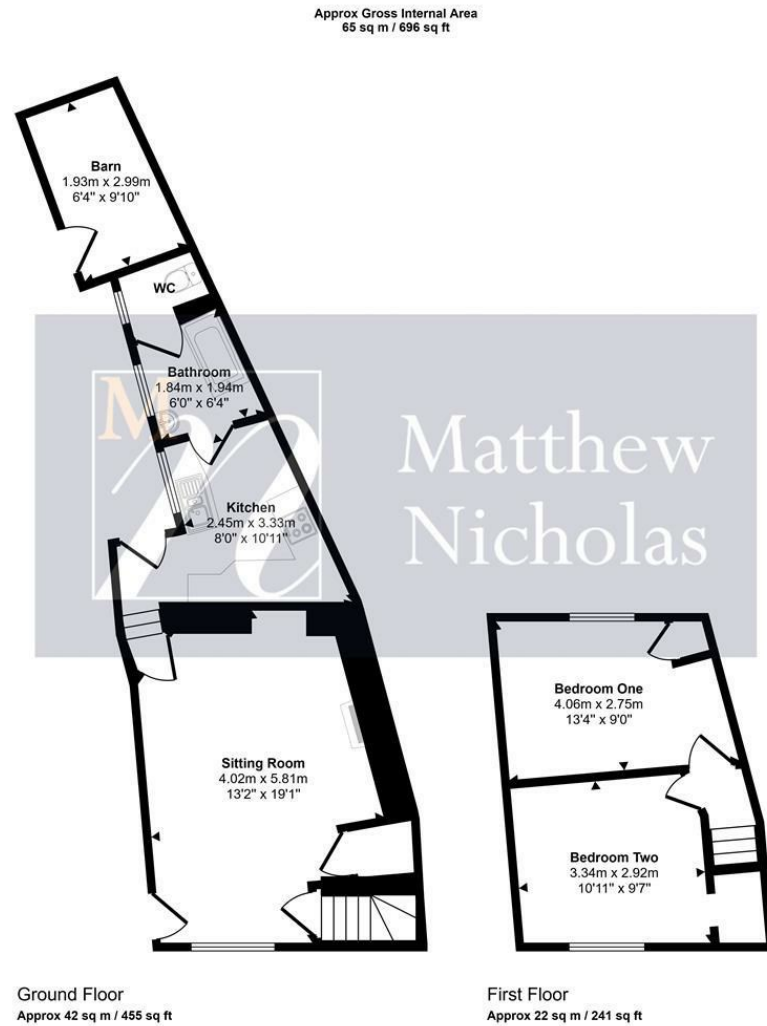 Approx Gross Internal Area
65 sq m / 696 sq ft
Barn
1.93m x 2.99m
6'4" x 9'10"
WC
Bathroom
1.84m x 1.94m
6'0" x 6'4"
Kitchen
2.45m x 3.33m
8'0" x 10'11"
M
n
Matthew
Nicholas
Sitting Room
4.02m x 5.81m
13'2" x 19'1"
Bedroom One
4.06m x 2.75m
13'4" x 9'0"
Bedroom Two
3.34m x 2.92m
10'11" x 9'7"
Ground Floor
Approx 42 sq m / 455 sq ft
First Floor
Approx 22 sq m / 241 sq ft